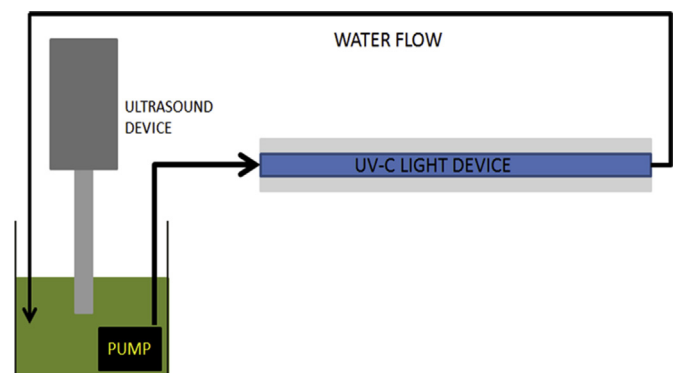 WATER FLOW
ULTRASOUND
DEVICE
UV-C LIGHT DEVICE
PUMP